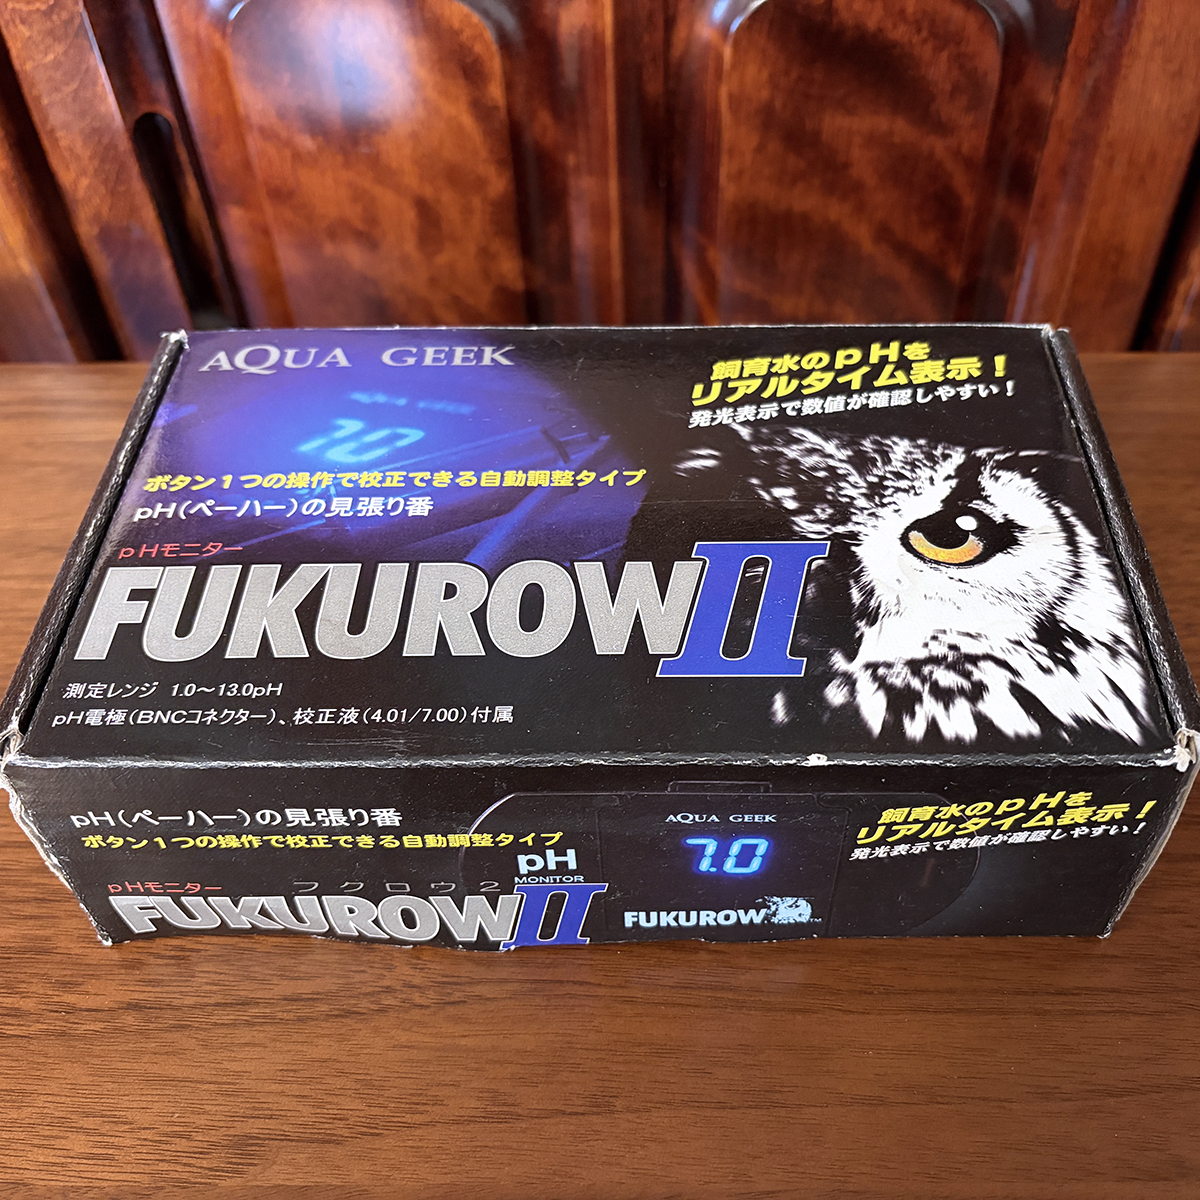 AQUA GEEK
7.0
飼育水のpHを
リアルタイム表示！
発光表示で数値が確認しやすい！
ボタン1つの操作で校正できる自動調整タイプ
pH(ペーハー)の見張り番
pHモニター
FUKUROW II
測定レンジ 1.0～13.0pH
pH電極(BNCコネクター)、校正液(4.01/7.00)付属
pH(ペーハー)の見張り番
ボタン1つの操作で校正できる自動調整タイプ
pHモニター フクロウ2
FUKUROW II
pH
MONITOR
AQUA GEEK
7.0
FUKUROW
TM
飼育水のpHを
リアルタイム表示！
発光表示で数値が確認しやすい！